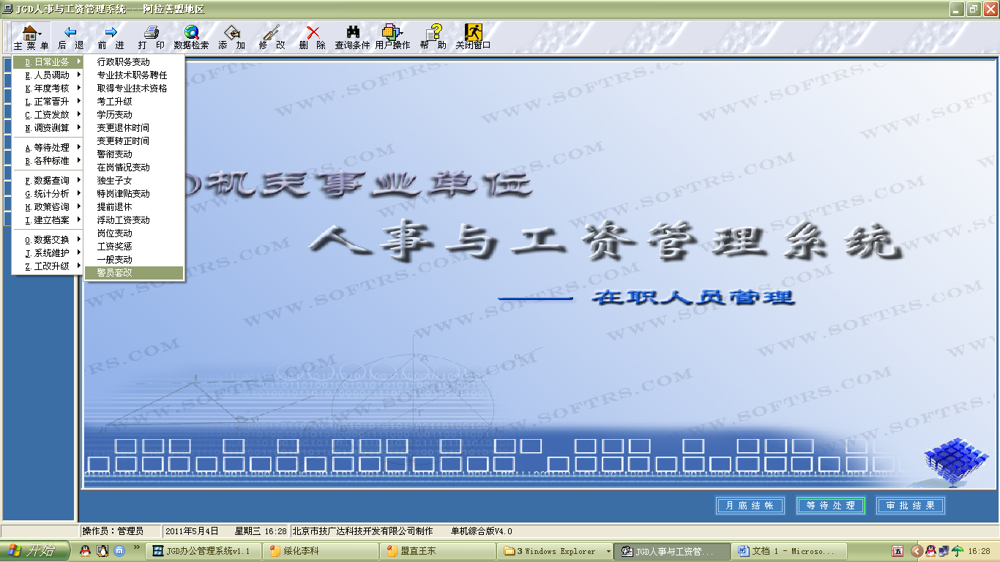 JGD人事与工资管理系统---阿拉善盟地区
主 菜 单 后 退 前 进 打 印 数据检索 添 加 修 改 删 除 查询条件 用户操作 帮 助 关闭窗口
D. 日常业务
E. 人员调动
K. 年度考核
L. 正常晋升
C. 工资发放
N. 调资测算
A. 等待处理
B. 各种标准
F. 数据查询
G. 统计分析
H. 政策咨询
I. 建立档案
O. 数据交换
J. 系统维护
Z. 工改升级
行政职务变动
专业技术职务聘任
取得专业技术资格
考工升级
学历变动
变更退休时间
变更转正时间
警衔变动
在岗情况变动
独生子女
特岗津贴变动
提前退休
浮动工资变动
岗位变动
工资奖惩
一般变动
警员套改
机关事业单位
人事与工资管理系统
在职人员管理
WWW.SOFTRS.COM
月 底 结 帐 等 待 处 理 审 批 结 果
操作员：管理员 2011年5月4日 星期三 16:28 北京市技广达科技开发有限公司制作 单机综合版V4.0
开始 JGD办公管理系统v1.1 绥化李科 盟直王东 3 Windows Explorer JGD人事与工资管... 文档 1 - Microso... 五 16:28